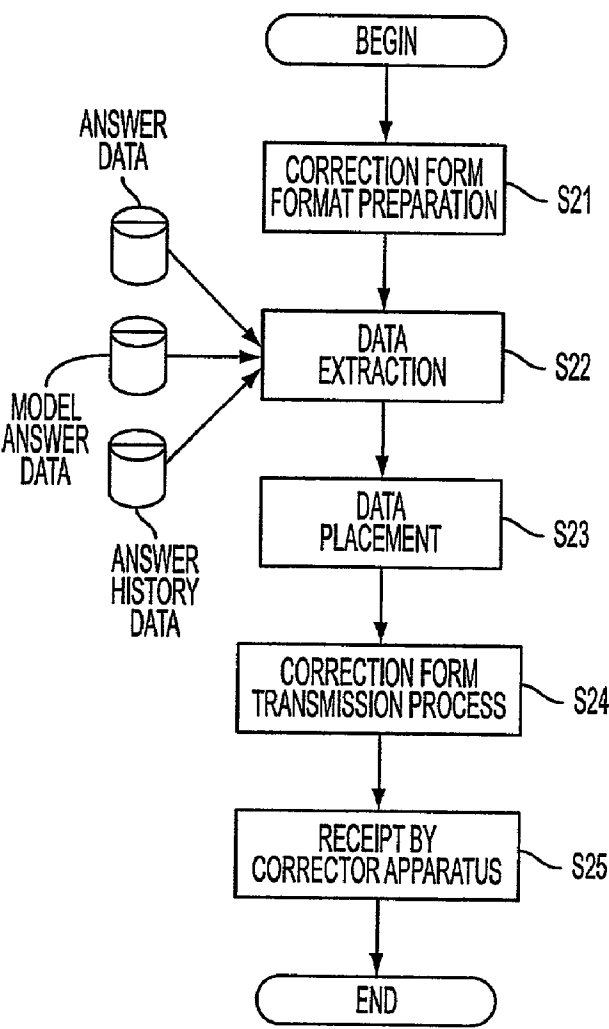 BEGIN
ANSWER
DATA
CORRECTION FORM
FORMAT PREPARATION
S21
DATA
EXTRACTION
S22
MODEL
ANSWER
DATA
DATA
PLACEMENT
S23
ANSWER
HISTORY
DATA
CORRECTION FORM
TRANSMISSION PROCESS
S24
RECEIPT BY
CORRECTOR APPARATUS
S25
END